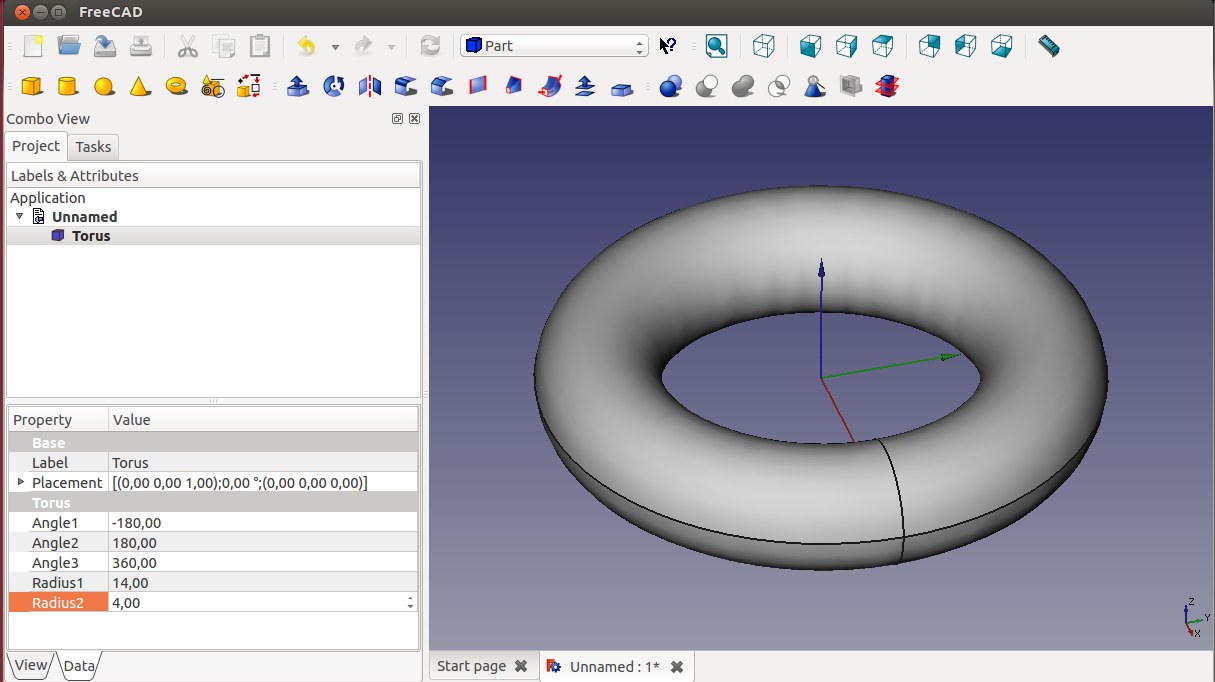 FreeCAD
Part
Combo View
Project Tasks
Labels & Attributes
Application
Unnamed
Torus
Property Value
Base
Label Torus
Placement [(0,00 0,00 1,00);0,00 °;(0,00 0,00 0,00)]
Torus
Angle1 -180,00
Angle2 180,00
Angle3 360,00
Radius1 14,00
Radius2 4,00
Z
Y
X
View Data
Start page Unnamed : 1*